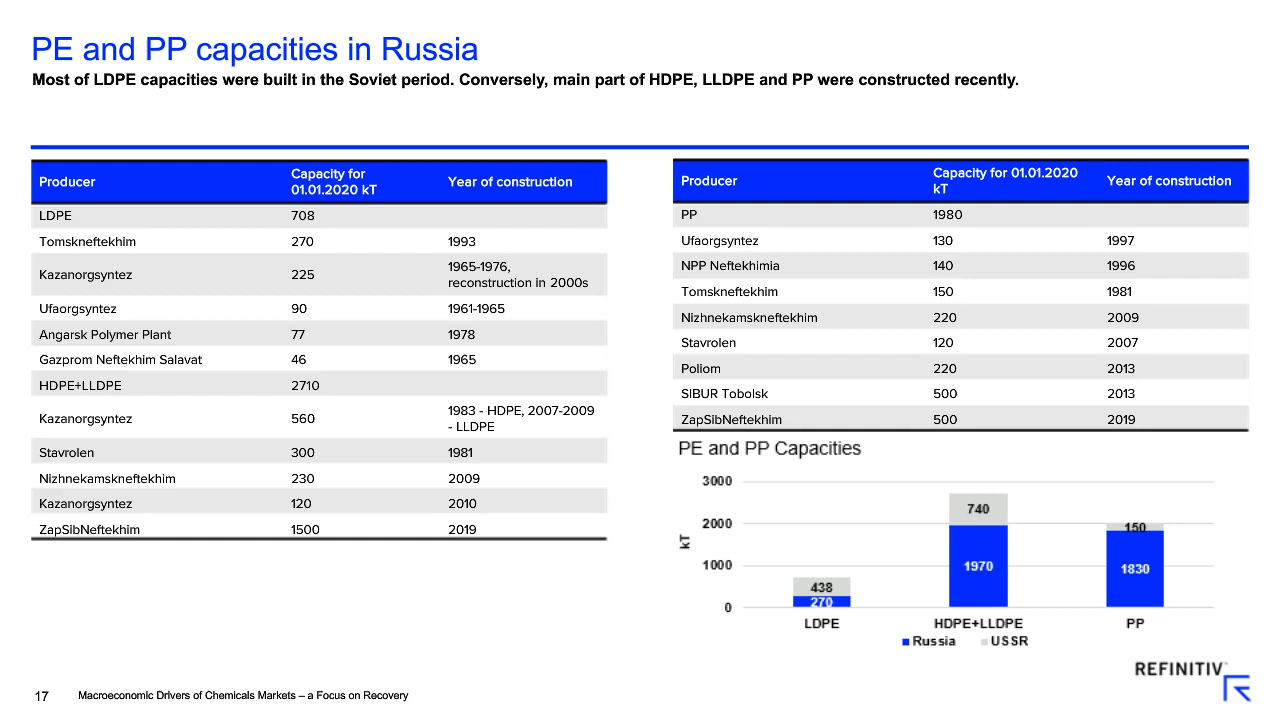 PE and PP capacities in Russia
Most of LDPE capacities were built in the Soviet period. Conversely, main part of HDPE, LLDPE and PP were constructed recently.
Producer Capacity for 01.01.2020 kT Year of construction
LDPE 708
Tomskneftekhim 270 1993
Kazanorgsyntez 225 1965-1976, reconstruction in 2000s
Ufaorgsyntez 90 1961-1965
Angarsk Polymer Plant 77 1978
Gazprom Neftekhim Salavat 46 1965
HDPE+LLDPE 2710
Kazanorgsyntez 560 1983 - HDPE, 2007-2009 - LLDPE
Stavrolen 300 1981
Nizhnekamskneftekhim 230 2009
Kazanorgsyntez 120 2010
ZapSibNeftekhim 1500 2019
Producer Capacity for 01.01.2020 kT Year of construction
PP 1980
Ufaorgsyntez 130 1997
NPP Neftekhimia 140 1996
Tomskneftekhim 150 1981
Nizhnekamskneftekhim 220 2009
Stavrolen 120 2007
Poliom 220 2013
SIBUR Tobolsk 500 2013
ZapSibNeftekhim 500 2019
PE and PP Capacities
kT
3000
2000
1000
0
438
270
740
1970
150
1830
LDPE HDPE+LLDPE PP
Russia USSR
REFINITIV
17 Macroeconomic Drivers of Chemicals Markets – a Focus on Recovery